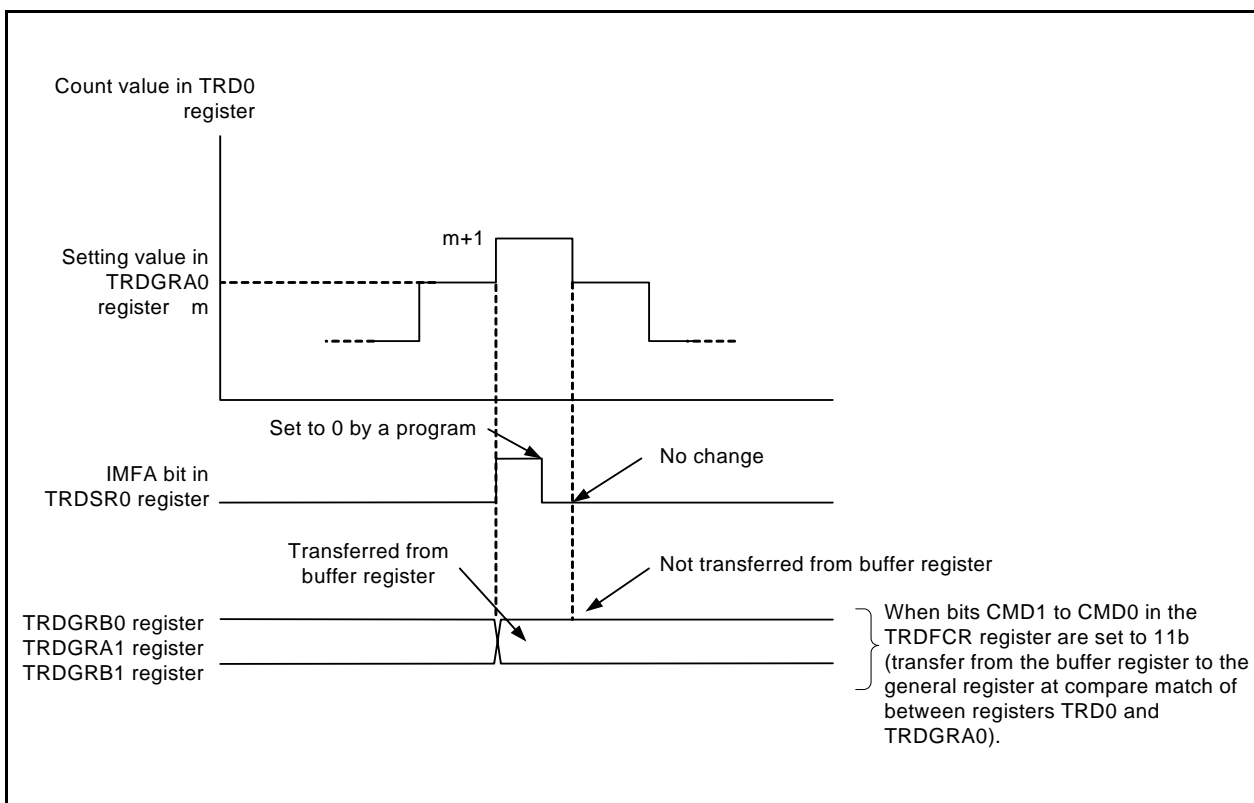 Count value in TRD0
register
m+1
Setting value in
TRDGRA0
register m
Set to 0 by a program
No change
IMFA bit in
TRDSR0 register
Transferred from
buffer register
Not transferred from buffer register
TRDGRB0 register
TRDGRA1 register
TRDGRB1 register
When bits CMD1 to CMD0 in the
TRDFCR register are set to 11b
(transfer from the buffer register to the
general register at compare match of
between registers TRD0 and
TRDGRA0).